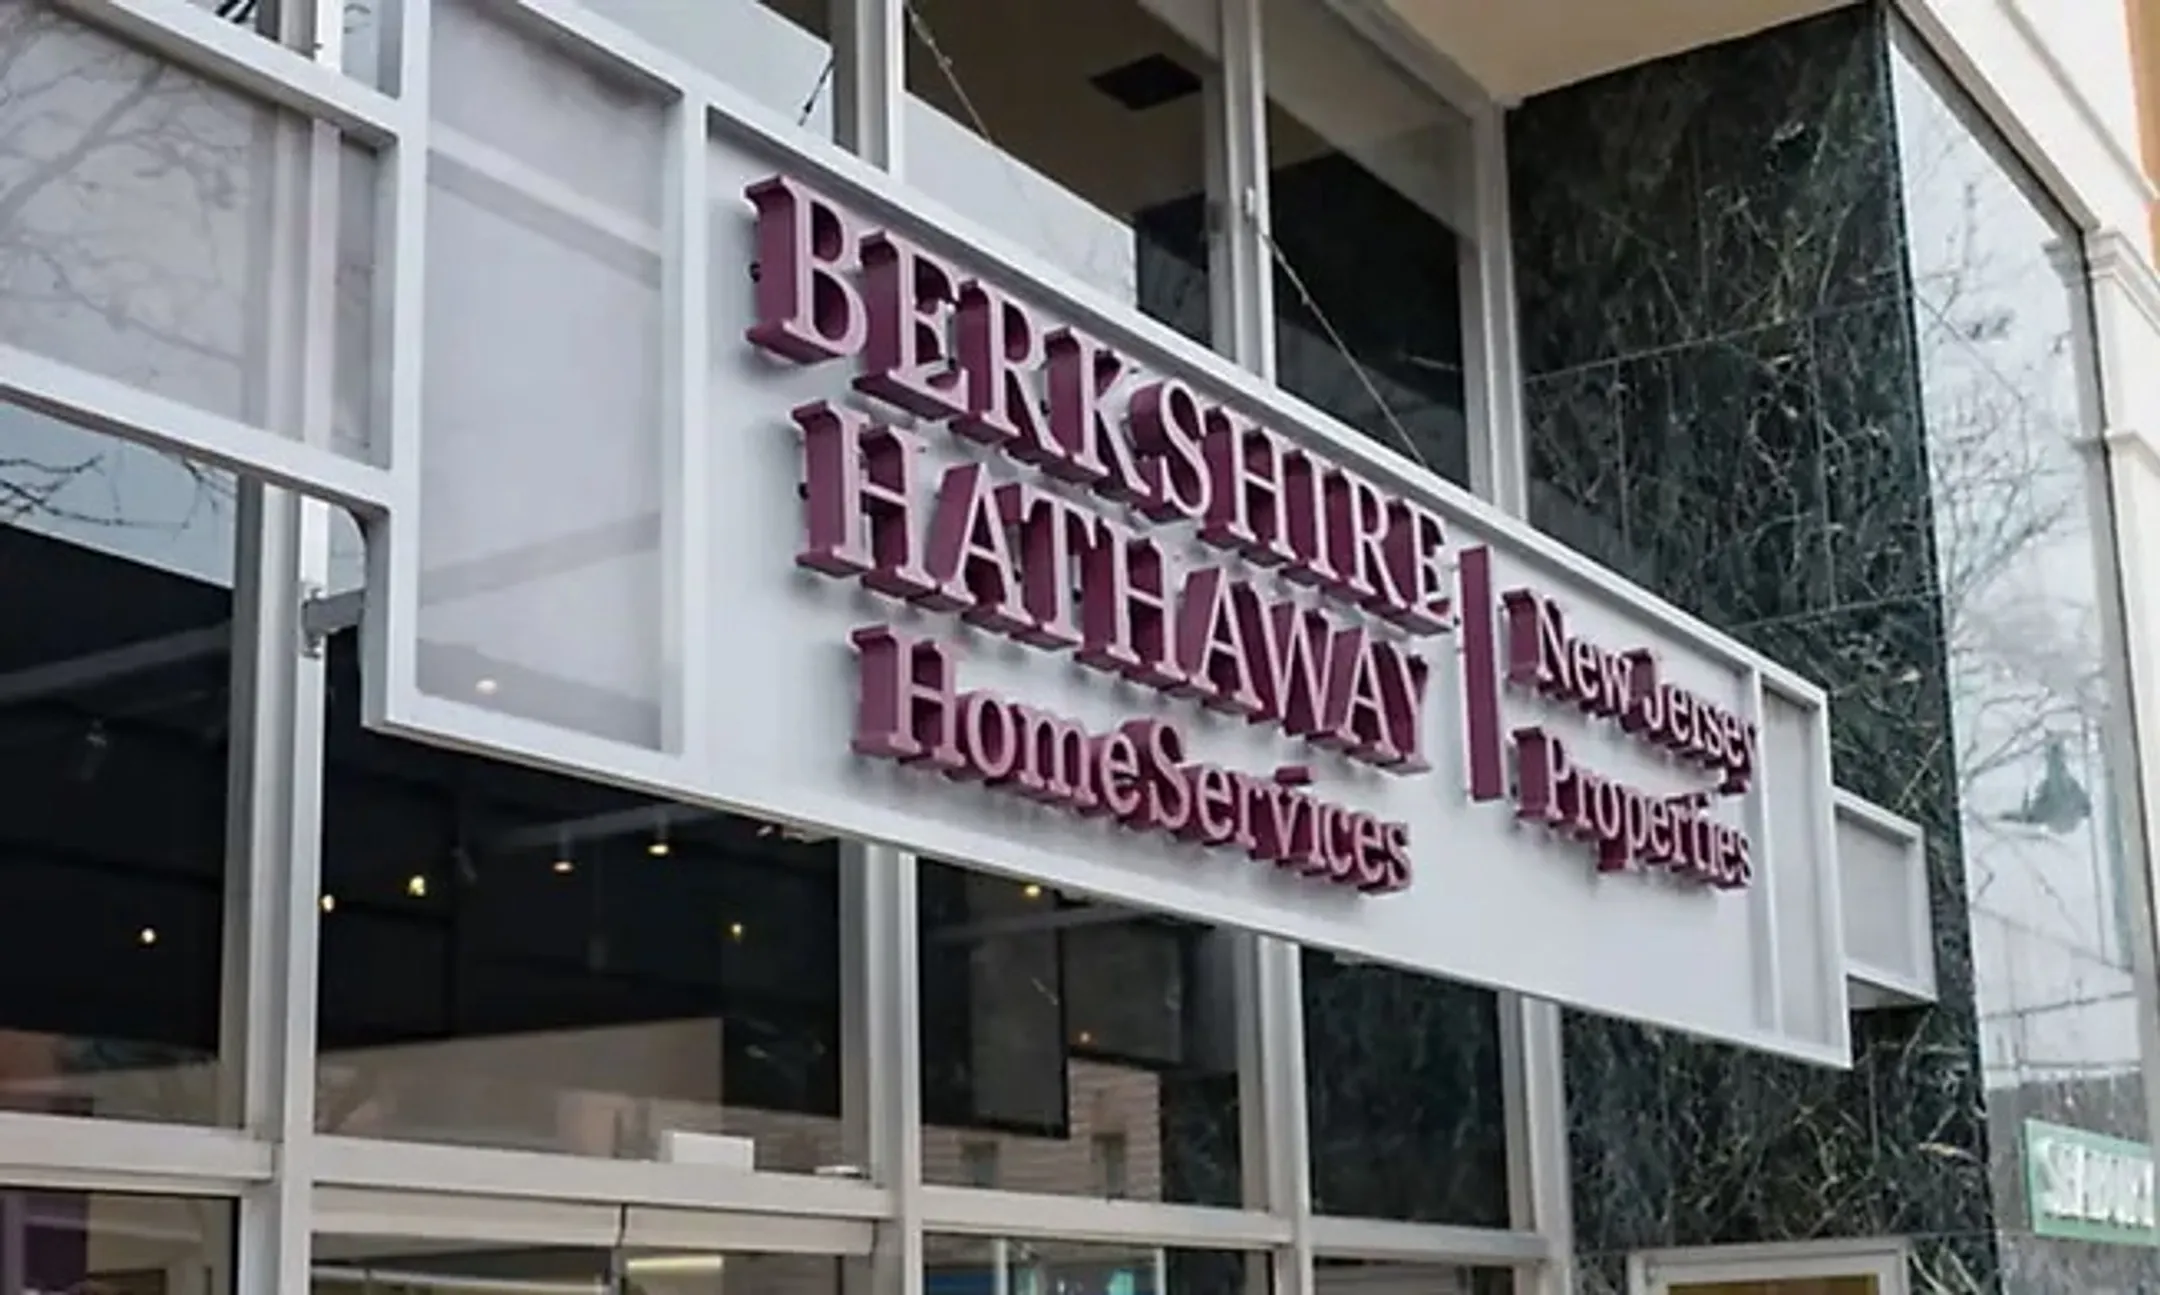 BERKSHIRE
HATHAWAY
HomeServices
New Jersey
Properties